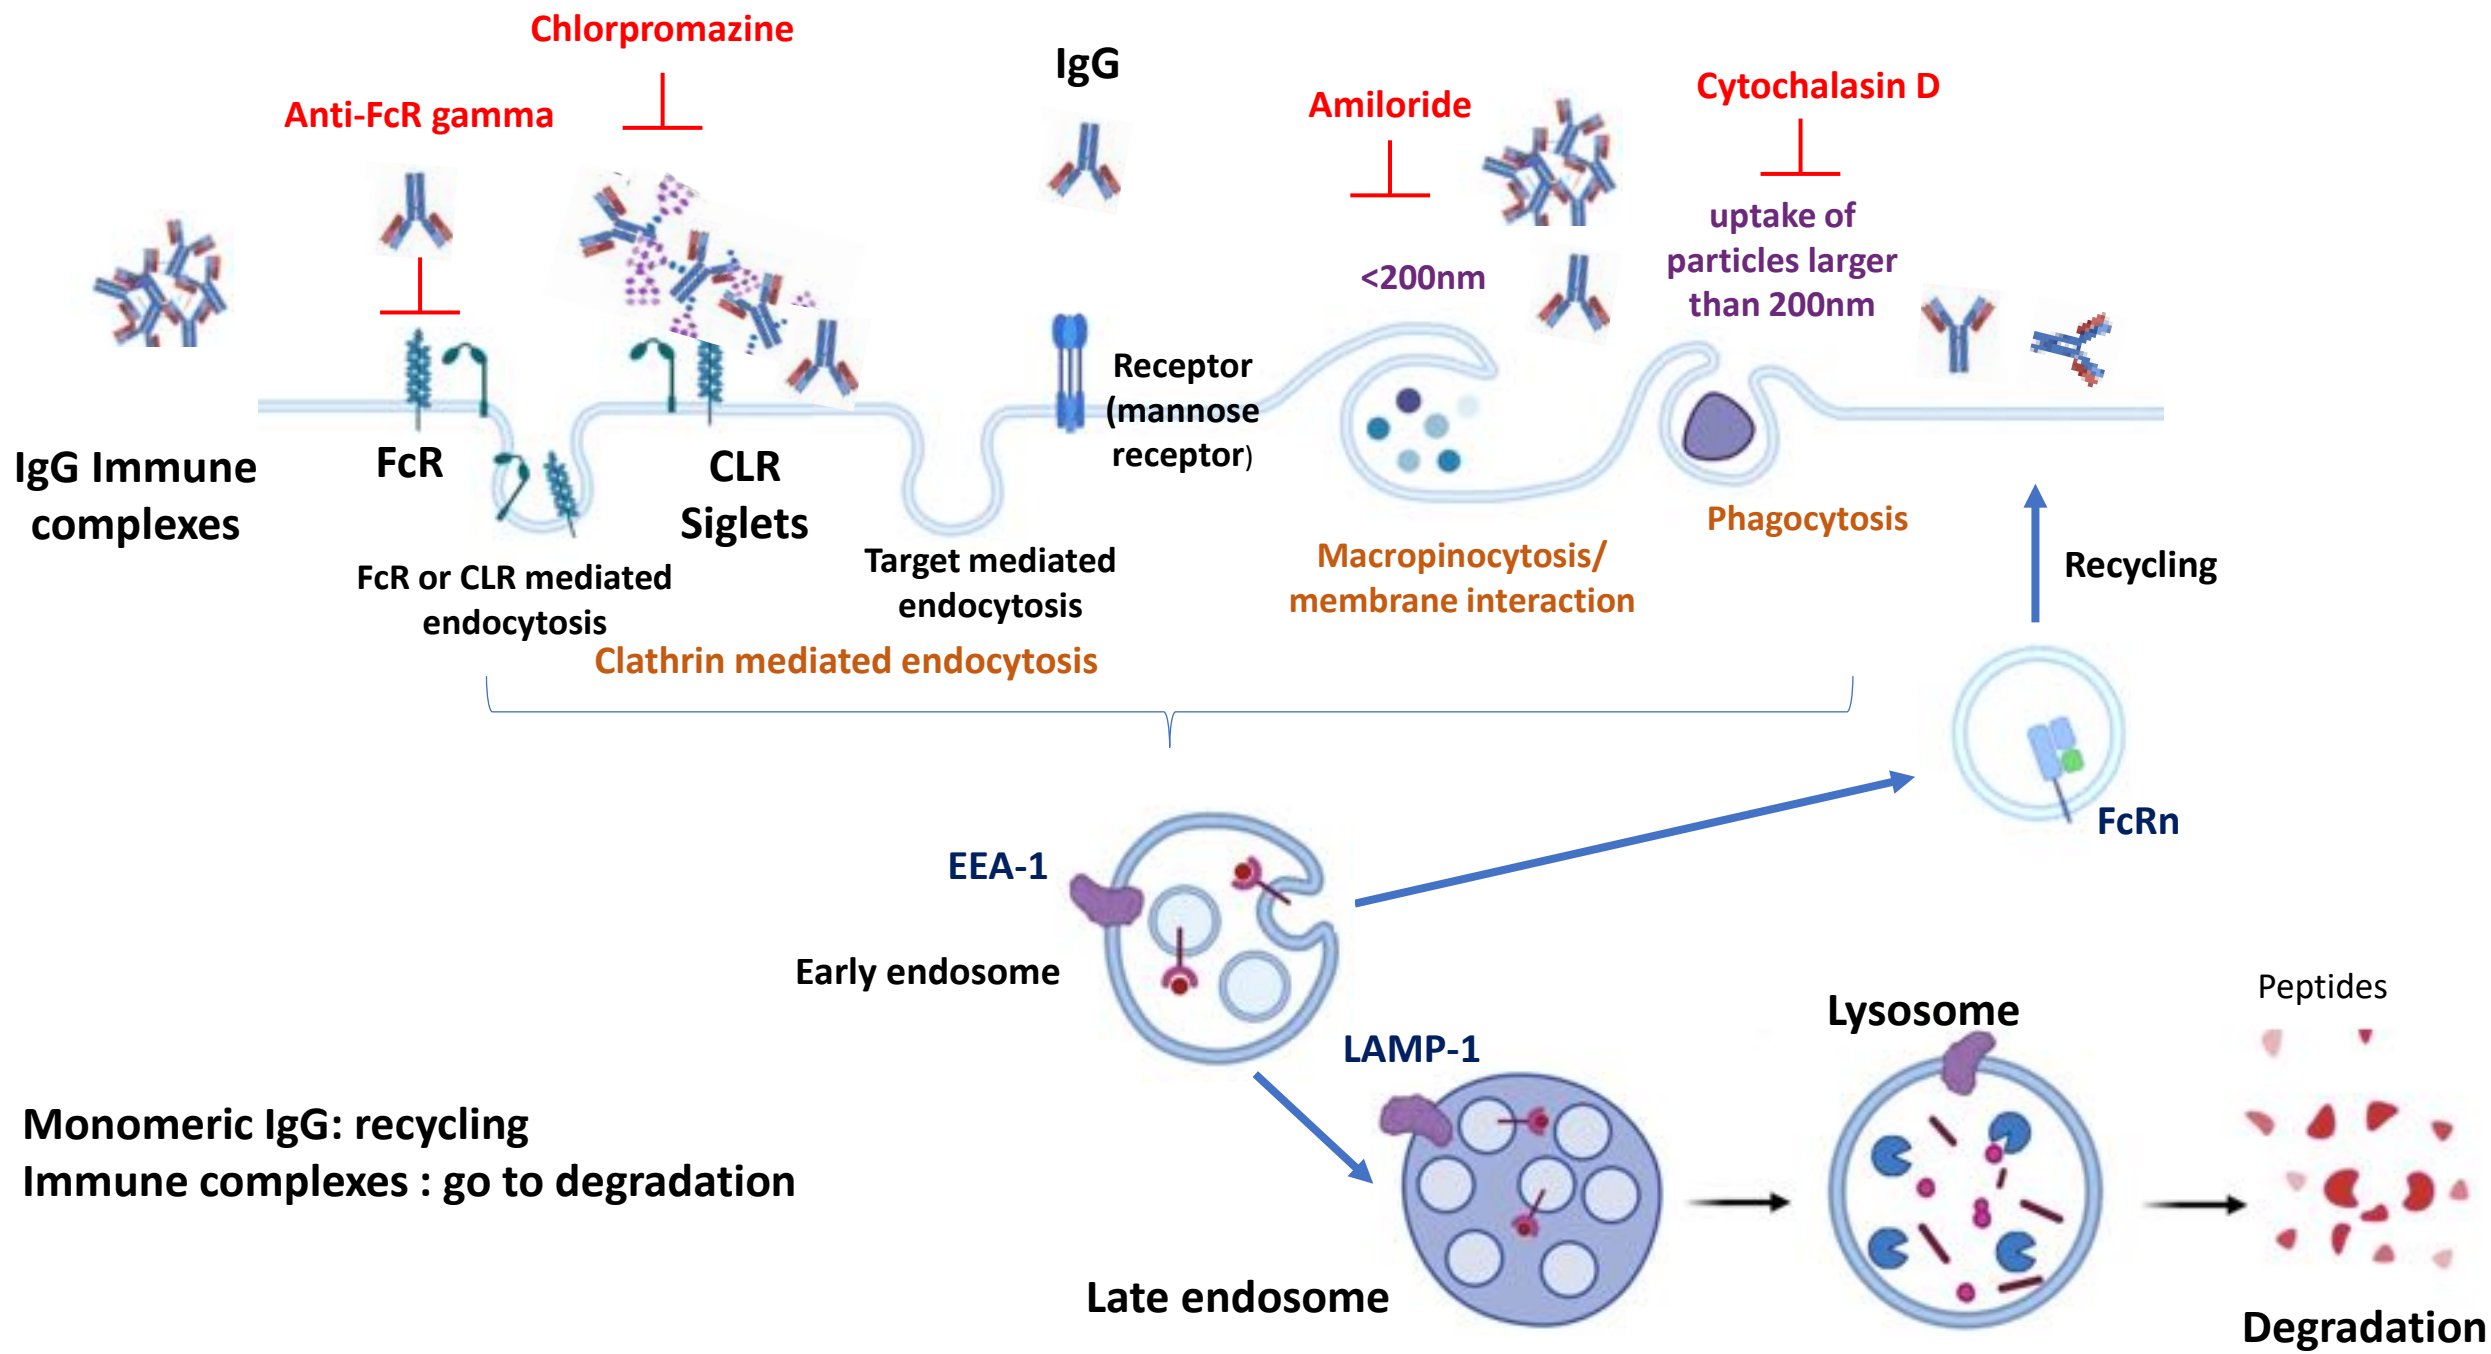 Chlorpromazine
Anti-FcR gamma
IgG
Amiloride
Cytochalasin D
<200nm
uptake of
particles larger
than 200nm
IgG Immune
complexes
FcR
CLR
Siglets
Receptor
(mannose
receptor)
FcR or CLR mediated
endocytosis
Target mediated
endocytosis
Clathrin mediated endocytosis
Macropinocytosis/
membrane interaction
Phagocytosis
Recycling
FcRn
EEA-1
Early endosome
LAMP-1
Late endosome
Lysosome
Peptides
Degradation
Monomeric IgG: recycling
Immune complexes : go to degradation